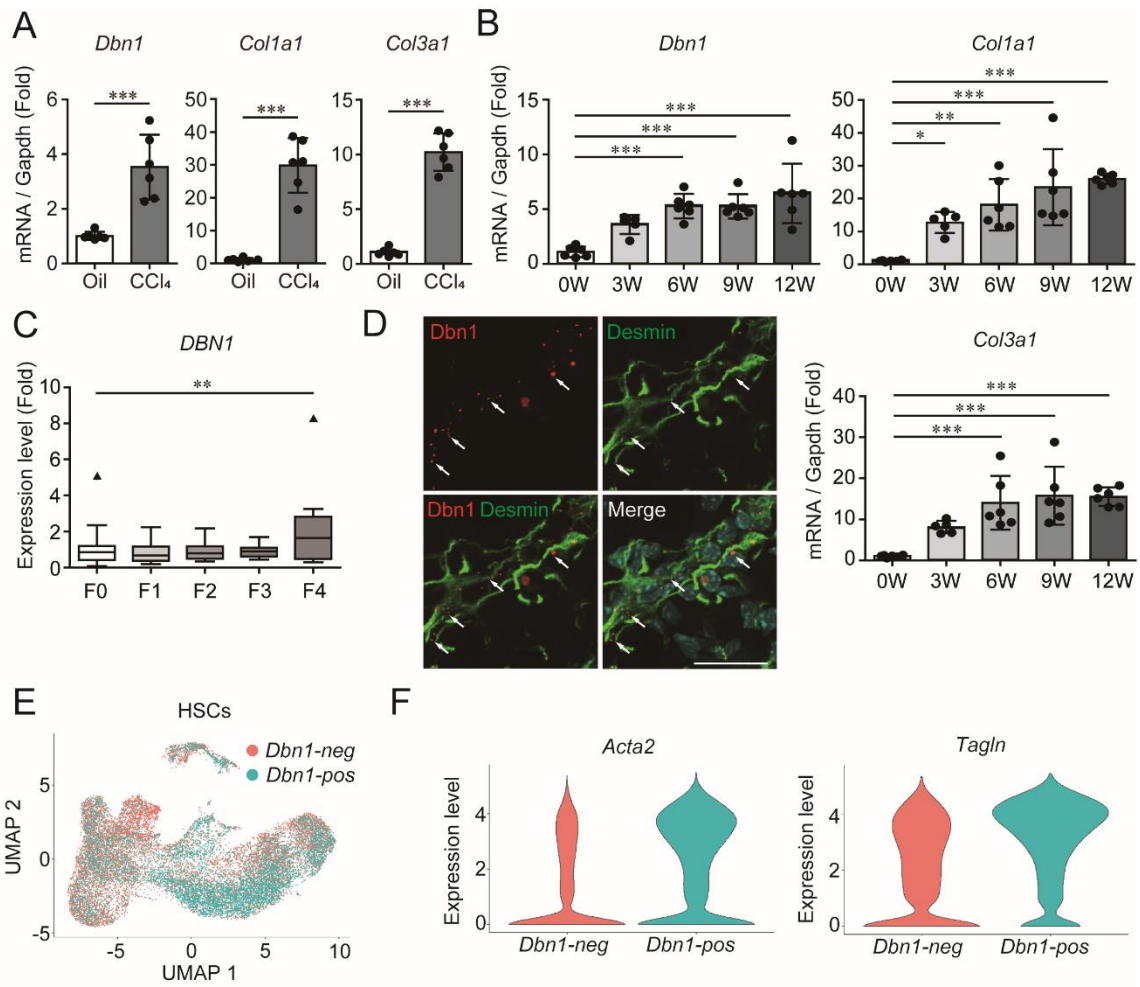 A
Dbn1
Col1a1
Col3a1
mRNA / Gapdh (Fold)
6
4
2
0
***
Oil
CCl₄
50
40
30
20
10
0
***
Oil
CCl₄
15
10
5
0
***
Oil
CCl₄
B
Dbn1
mRNA / Gapdh (Fold)
15
10
5
0
***
***
***
0W 3W 6W 9W 12W
Col1a1
50
40
30
20
10
0
***
***
**
*
0W 3W 6W 9W 12W
Col3a1
mRNA / Gapdh (Fold)
40
30
20
10
0
***
***
***
0W 3W 6W 9W 12W
C
DBN1
Expression level (Fold)
10
8
6
4
2
0
**
F0 F1 F2 F3 F4
D
Dbn1
Desmin
Dbn1 Desmin
Merge
E
HSCs
Dbn1-neg
Dbn1-pos
UMAP 2
5
0
-5
-5 0 5 10
UMAP 1
F
Acta2
Expression level
4
2
0
Dbn1-neg Dbn1-pos
Tagln
Expression level
4
2
0
Dbn1-neg Dbn1-pos